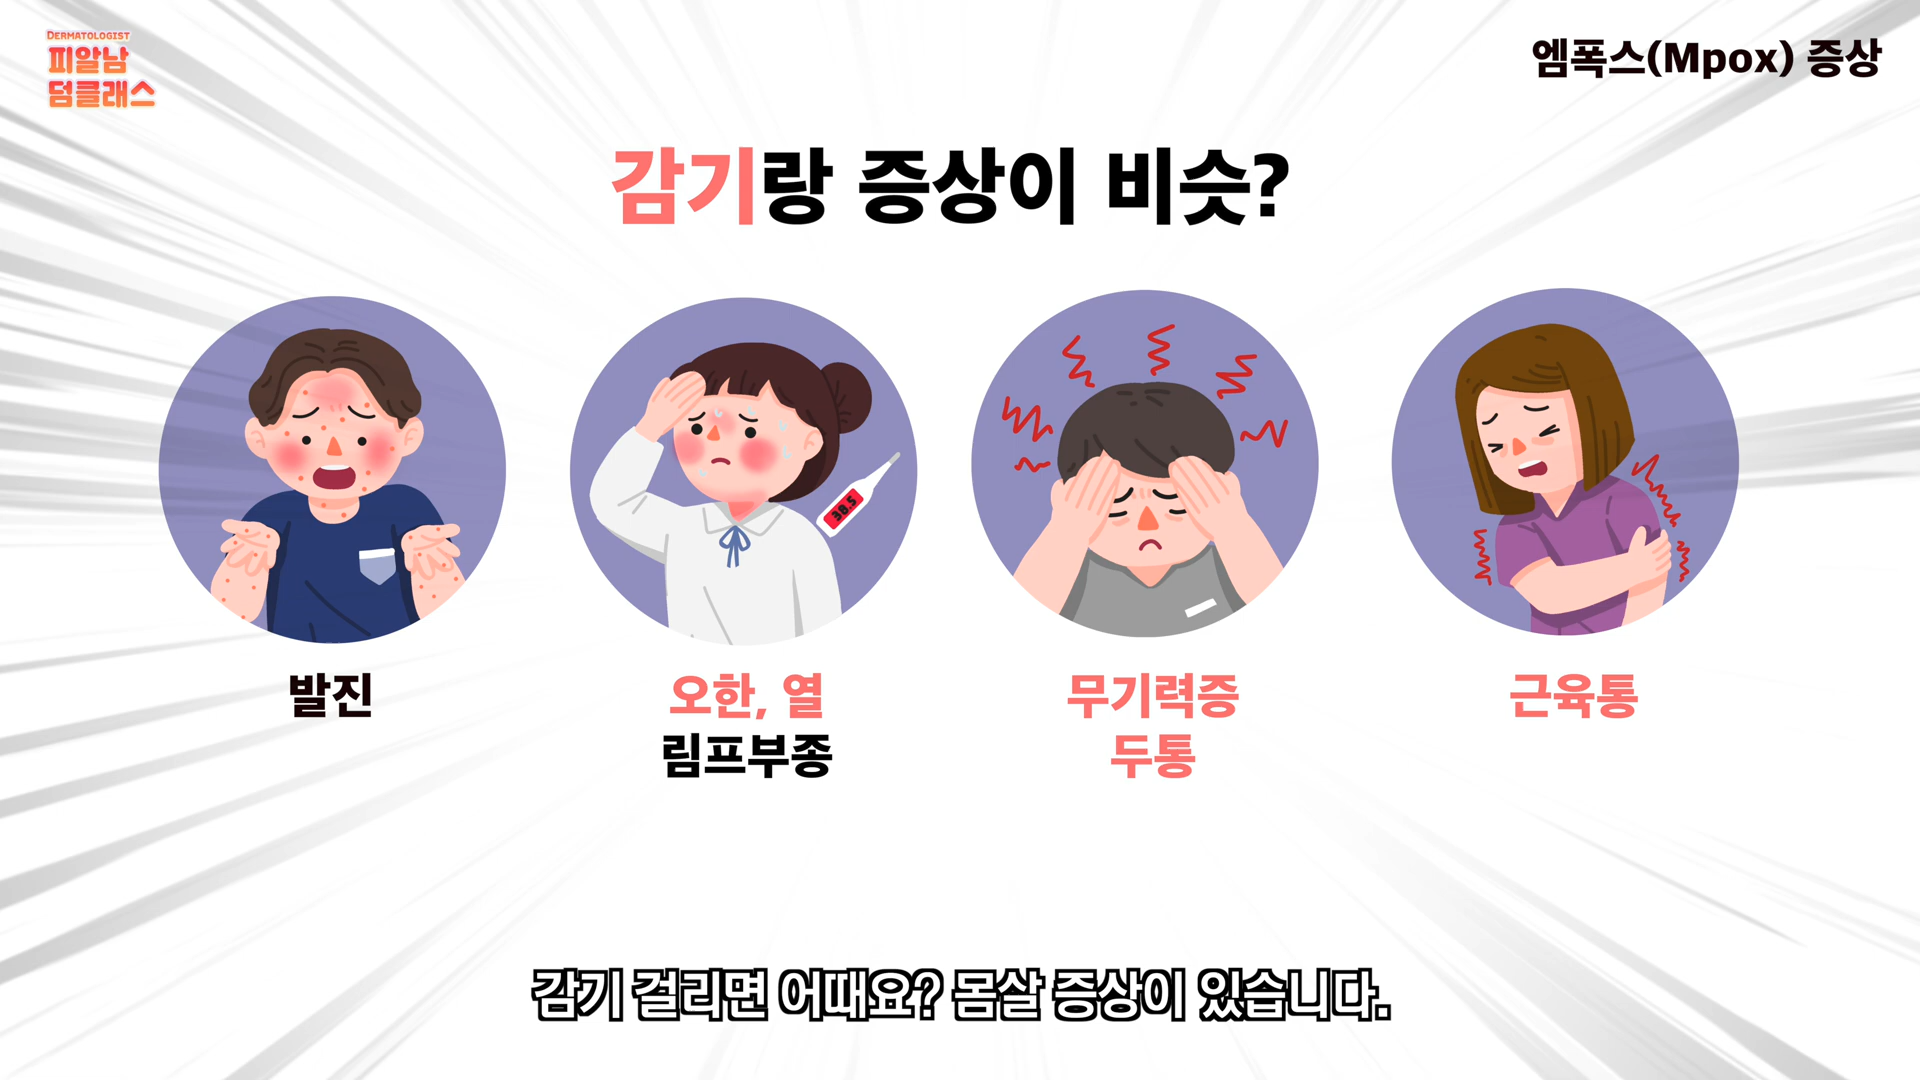 DERMATOLOGIST
피알남
덤클래스
엠폭스(Mpox) 증상
감기랑 증상이 비슷?
38.5
발진
오한, 열
림프부종
무기력증
두통
근육통
감기 걸리면 어때요? 몸살 증상이 있습니다.